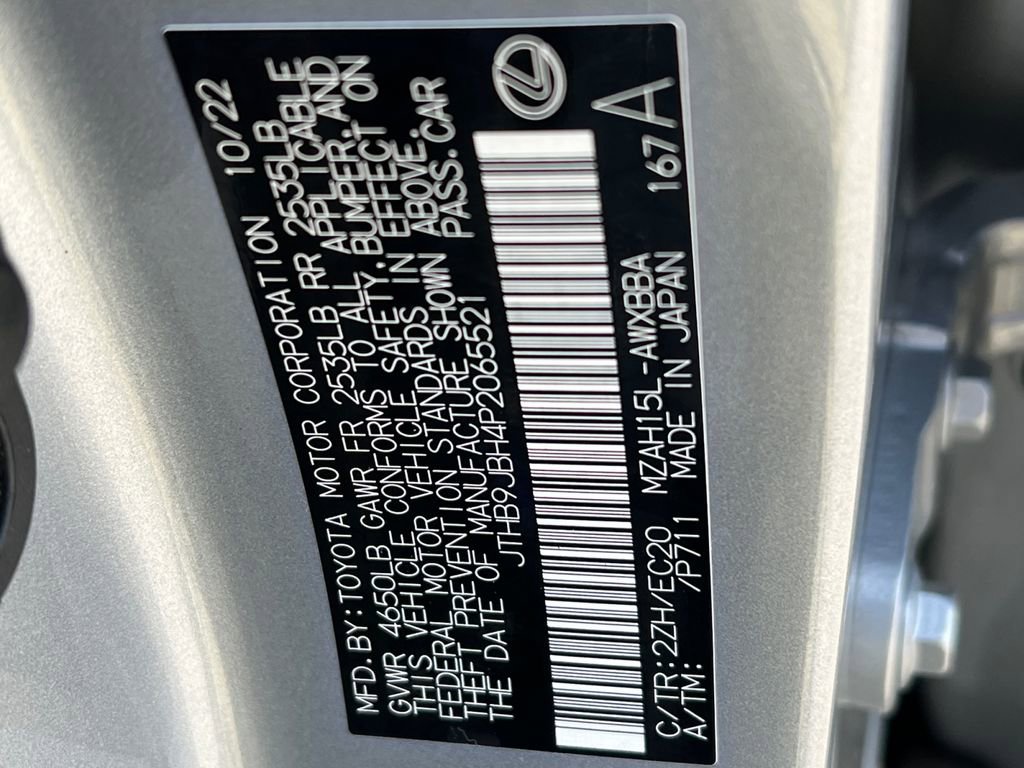 MFD.BY:TOYOTA MOTOR CORPORATION 10/22
GVWR 4650LB GAWR FR 2535LB RR 2535LB
THIS VEHICLE CONFORMS TO ALL APPLICABLE
FEDERAL MOTOR VEHICLE SAFETY,BUMPER,AND
THEFT PREVENTION STANDARDS IN EFFECT ON
THE DATE OF MANUFACTURE SHOWN ABOVE.
JTHB9JBH4P2065521 PASS.CAR
C/TR:2ZH/EC20 MZAH15L-AWXBBA 167A
A/TM: /P711 MADE IN JAPAN